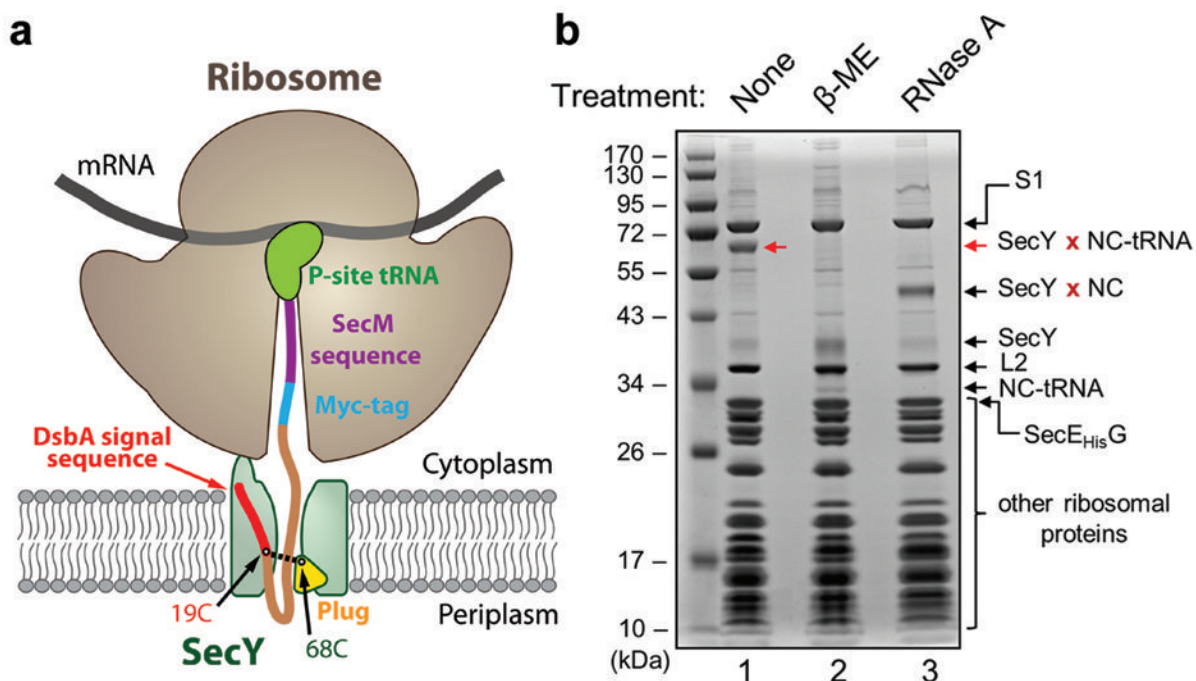 a
Ribosome
mRNA
P-site tRNA
SecM
sequence
Myc-tag
DsbA signal
sequence
Cytoplasm
19C
Plug
Periplasm
SecY
68C
b
Treatment:
None
β-ME
RNase A
170
130
95
72
55
43
34
26
17
10
(kDa)
1
2
3
S1
SecY x NC-tRNA
SecY x NC
SecY
L2
NC-tRNA
SecEHisG
other ribosomal
proteins